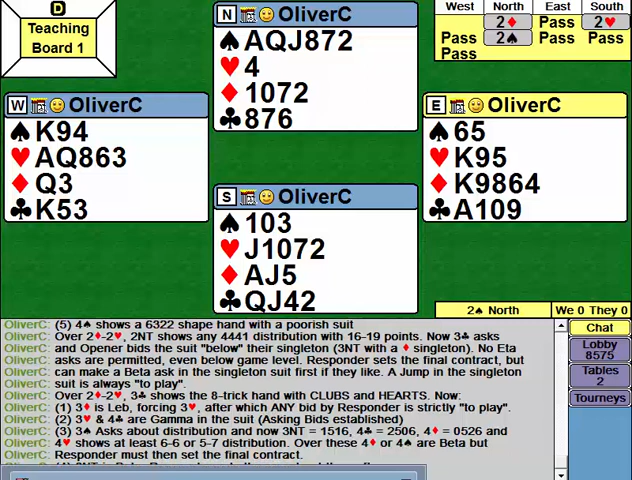 D
Teaching
Board 1
N OliverC
♠ AQJ872
♥ 4
♦ 1072
♣ 876
West North East South
2♦ Pass 2♥
Pass 2♠ Pass Pass
Pass
W OliverC
♠ K94
♥ AQ863
♦ Q3
♣ K53
E OliverC
♠ 65
♥ K95
♦ K9864
♣ A109
S OliverC
♠ 103
♥ J1072
♦ AJ5
♣ QJ42
2♠ North We 0 They 0
OliverC: (5) 4♠ shows a 6322 shape hand with a poorish suit
OliverC: Over 2♦-2♥, 2NT shows any 4441 distribution with 16-19 points. Now 3♣ asks
OliverC: and Opener bids the suit "below" their singleton (3NT with a ♦ singleton). No Eta
OliverC: asks are permitted, even below game level. Responder sets the final contract, but
OliverC: can make a Beta ask in the singleton suit first if they like. A Jump in the singleton
OliverC: suit is always "to play".
OliverC: Over 2♦-2♥, 3♣ shows the 8-trick hand with CLUBS and HEARTS. Now:
OliverC: (1) 3♦ is Leb, forcing 3♥, after which ANY bid by Responder is strictly "to play".
OliverC: (2) 3♥ & 4♣ are Gamma in the suit (Asking Bids established)
OliverC: (3) 3♠ Asks about distribution and now 3NT = 1516, 4♣ = 2506, 4♦ = 0526 and
OliverC: 4♥ shows at least 6-6 or 5-7 distribution. Over these 4♦ or 4♠ are Beta but
OliverC: Responder must then set the final contract.
Chat
Lobby
8575
Tables
2
Tourneys